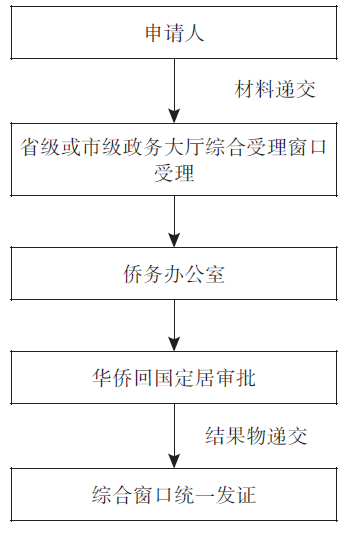 申请人
材料递交
省级或市级政务大厅综合受理窗口
受理
侨务办公室
华侨回国定居审批
结果物递交
综合窗口统一发证